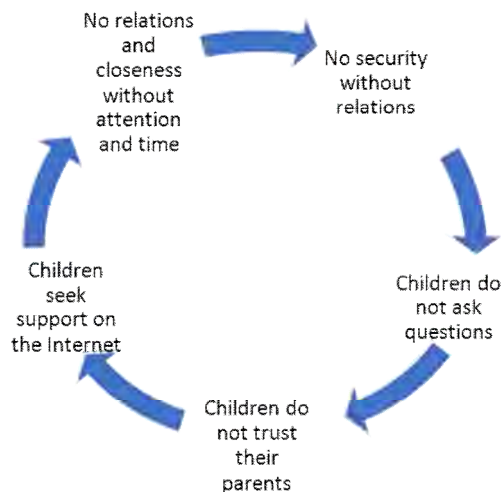 No relations
and
closeness
without
attention
and time
No security
without
relations
Children do
not ask
questions
Children do
not trust
their
parents
Children
seek
support on
the Internet